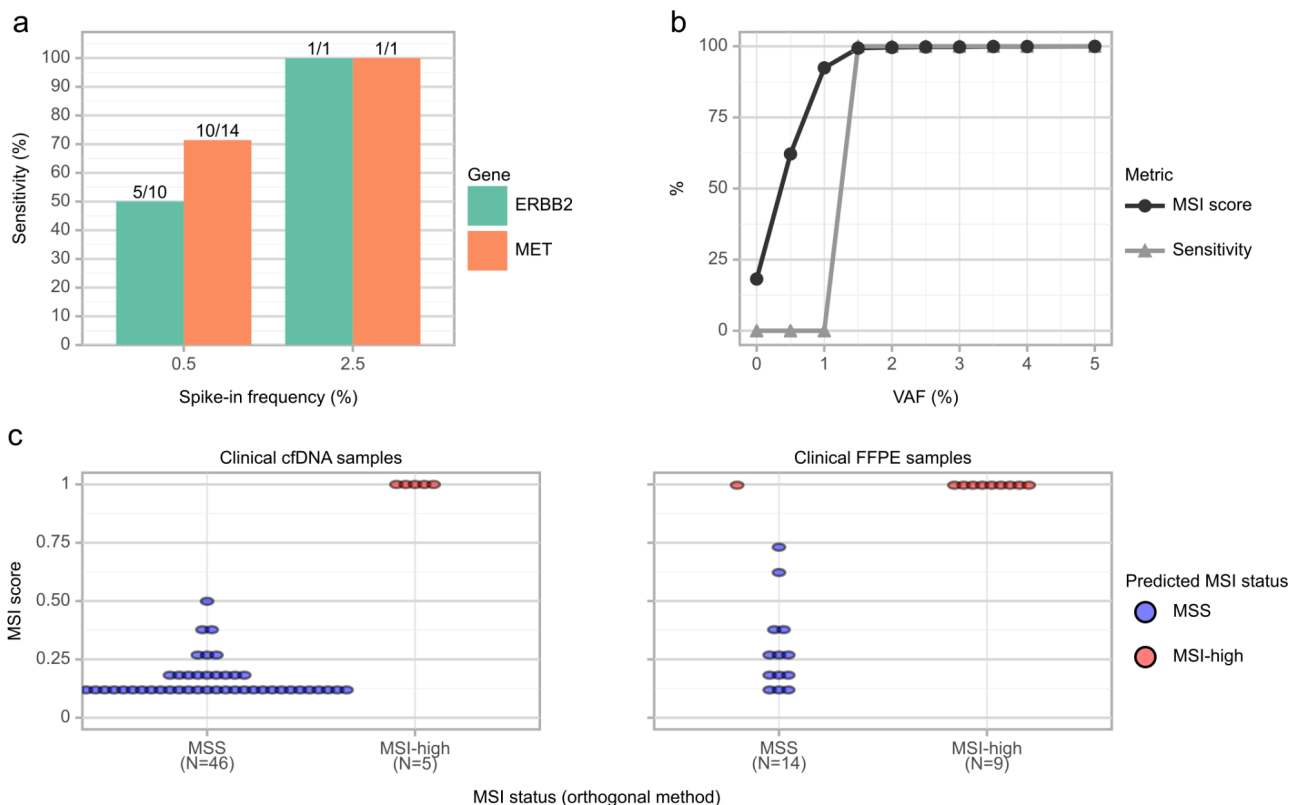 a
Sensitivity (%)
100
90
80
70
60
50
40
30
20
10
0
5/10
10/14
1/1
1/1
0.5
2.5
Spike-in frequency (%)
Gene
ERBB2
MET
b
%
100
75
50
25
0
0
1
2
3
4
5
VAF (%)
Metric
MSI score
Sensitivity
c
Clinical cfDNA samples
Clinical FFPE samples
MSI score
1
0.75
0.50
0.25
0
MSS
(N=46)
MSI-high
(N=5)
MSS
(N=14)
MSI-high
(N=9)
MSI status (orthogonal method)
Predicted MSI status
MSS
MSI-high